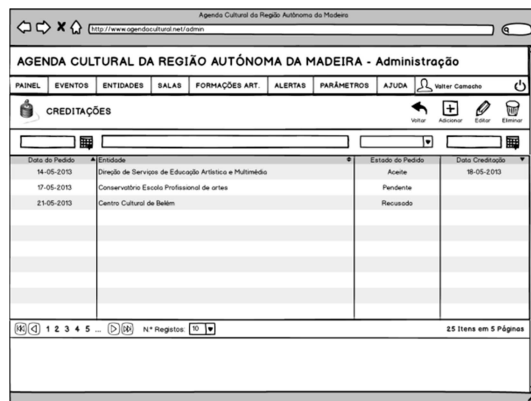 Agenda Cultural da Região Autônoma da Madeira
http://www.agendacultural.net/admin
AGENDA CULTURAL DA REGIÃO AUTÓNOMA DA MADEIRA - Administração
PAINEL EVENTOS ENTIDADES SALAS FORMAÇÕES ART. ALERTAS PARÂMETROS AJUDA Valter Camacho
CREDITAÇÕES
Voltar Adicionar Editar Eliminar
Data do Pedido Entidade Estado do Pedido Data Creditação
14-05-2013 Direção de Serviços de Educação Artística e Multimédia Aceite 18-05-2013
17-05-2013 Conservatório Escola Profissional de artes Pendente
21-05-2013 Centro Cultural de Belém Recusado
1 2 3 4 5 ... N.º Registos: 10 25 Itens em 5 Páginas